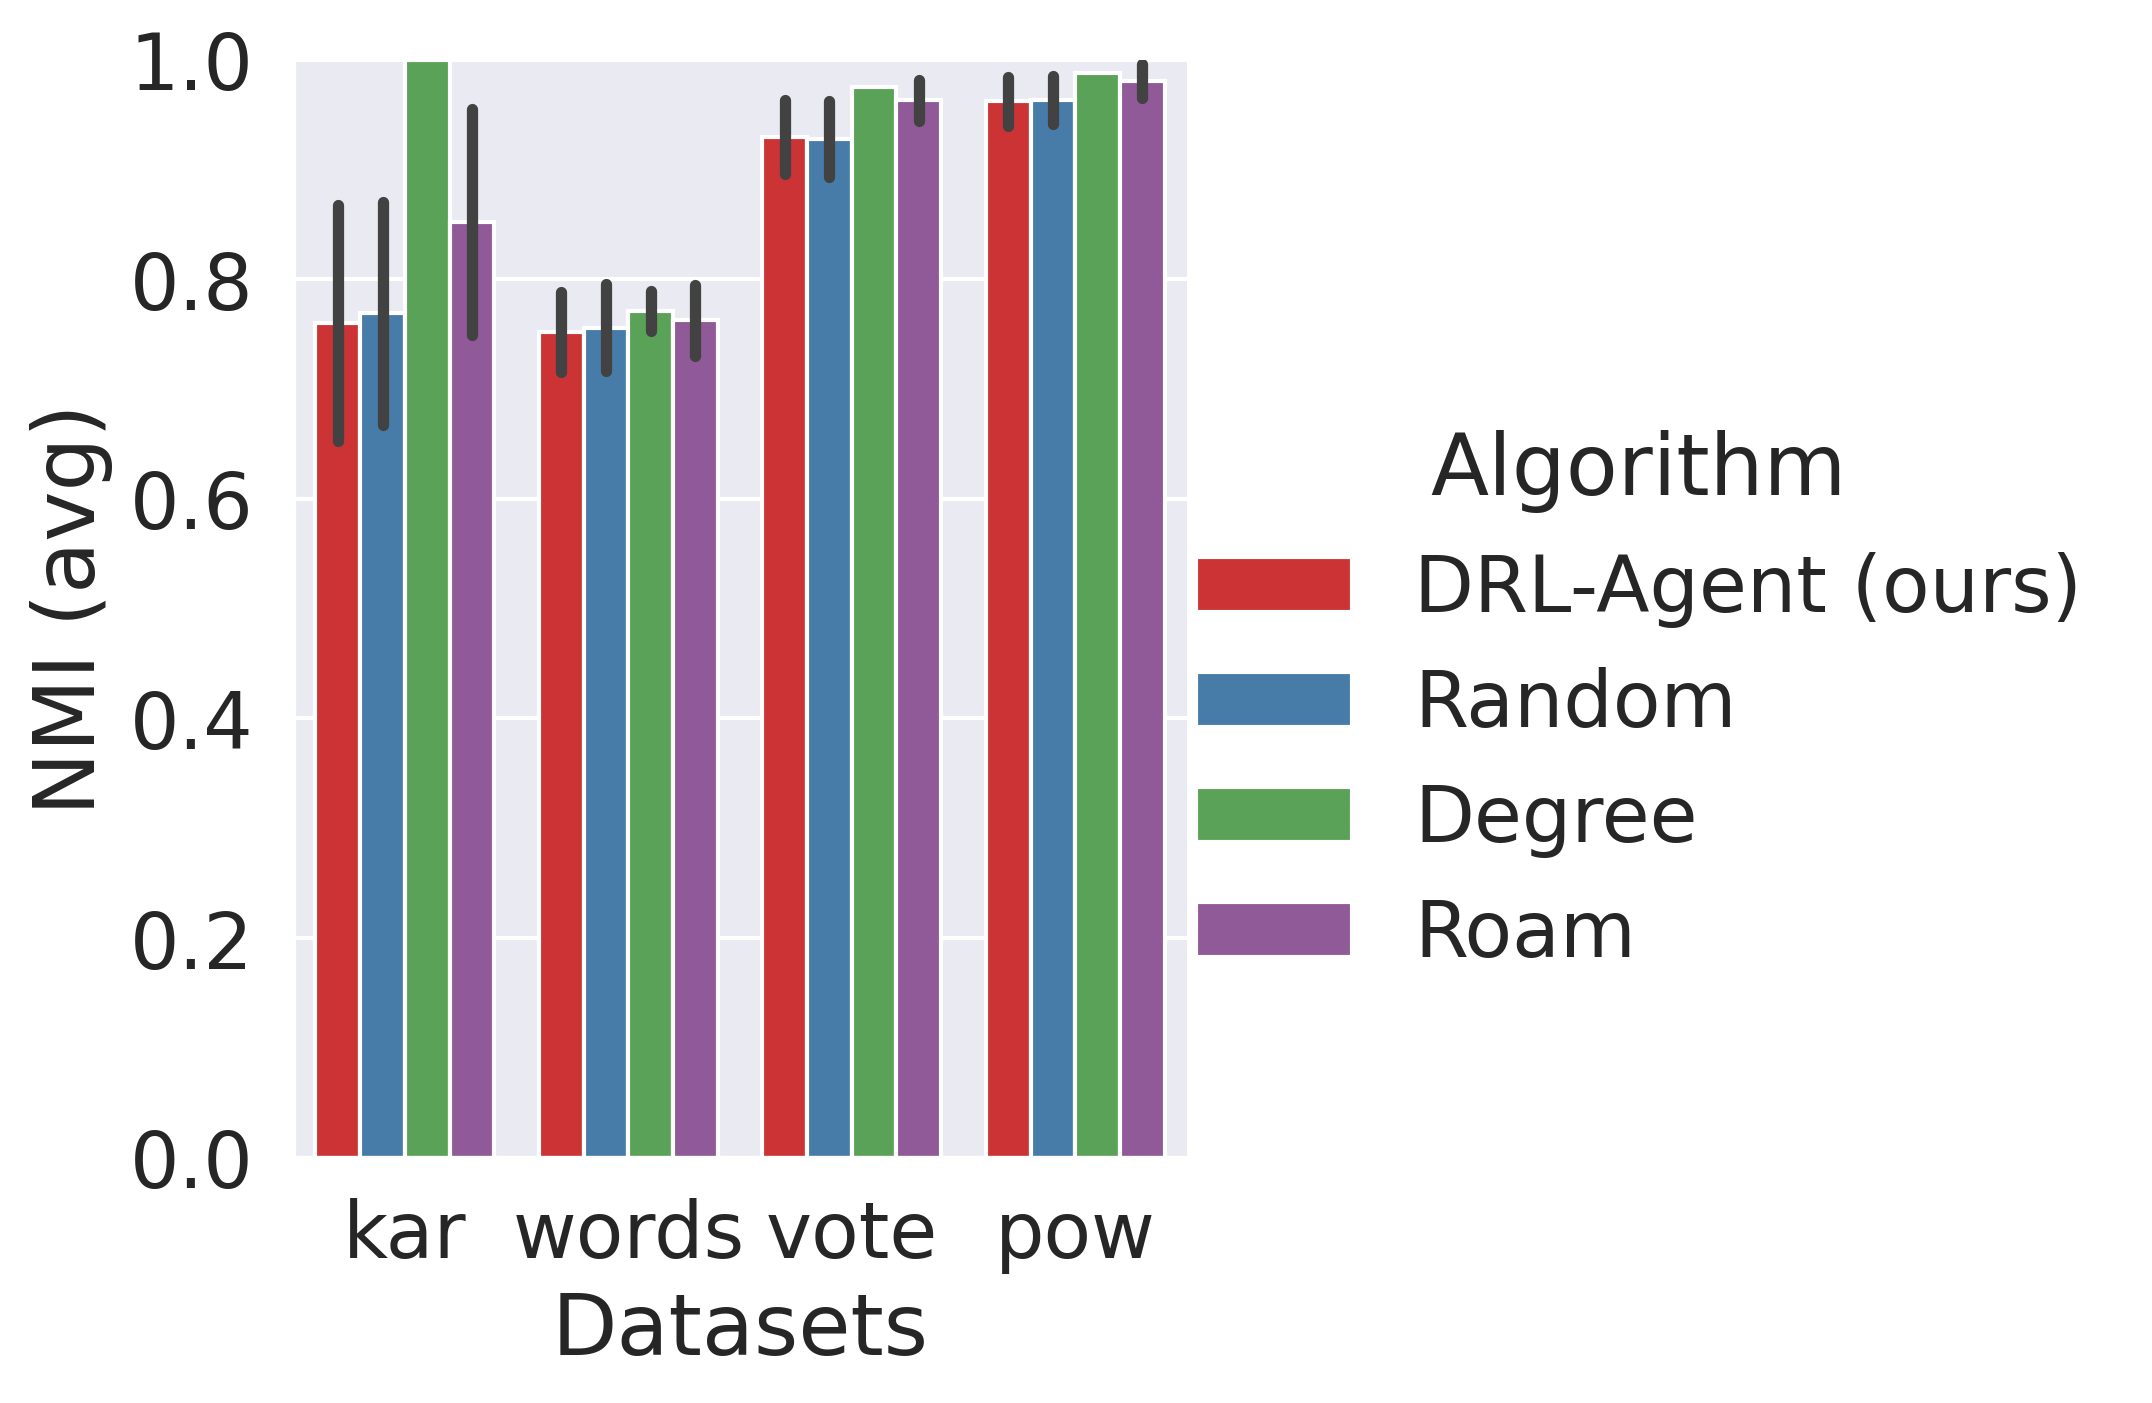 1.0
0.8
0.6
0.4
0.2
0.0
NMI (avg)
kar words vote pow
Datasets
Algorithm
DRL-Agent (ours)
Random
Degree
Roam